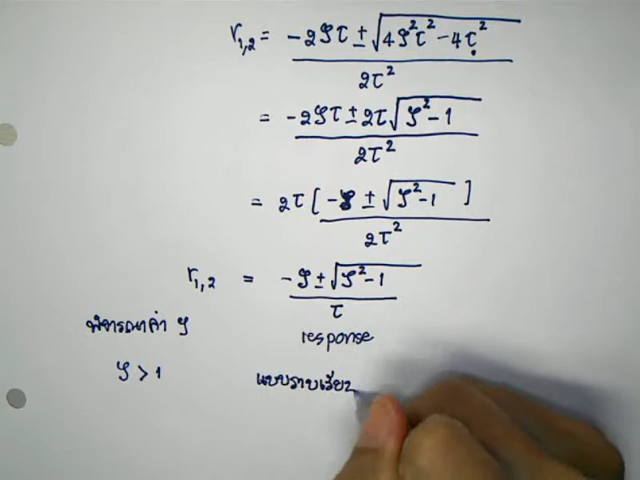 r₁,₂ = (-2ζτ ± √(4ζ²τ² - 4τ²)) / 2τ²
= (-2ζτ ± 2τ√(ζ² - 1)) / 2τ²
= 2τ[-ζ ± √(ζ² - 1)] / 2τ²
r₁,₂ = (-ζ ± √(ζ² - 1)) / τ
พิจารณาค่า ζ response
ζ > 1 แบบราบเรียบ